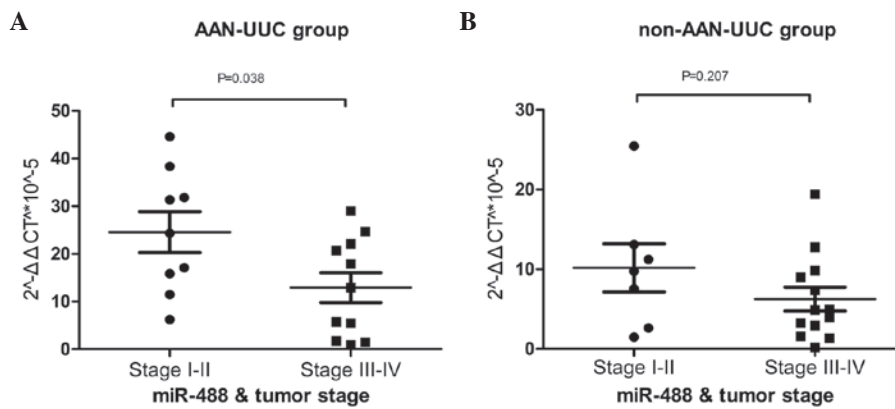 A
AAN-UUC group
P=0.038
50
40
30
20
10
0
2^-ΔΔCT^*10^-5
Stage I-II
Stage III-IV
miR-488 & tumor stage
B
non-AAN-UUC group
P=0.207
30
20
10
0
2^-ΔΔCT^*10^-5
Stage I-II
Stage III-IV
miR-488 & tumor stage